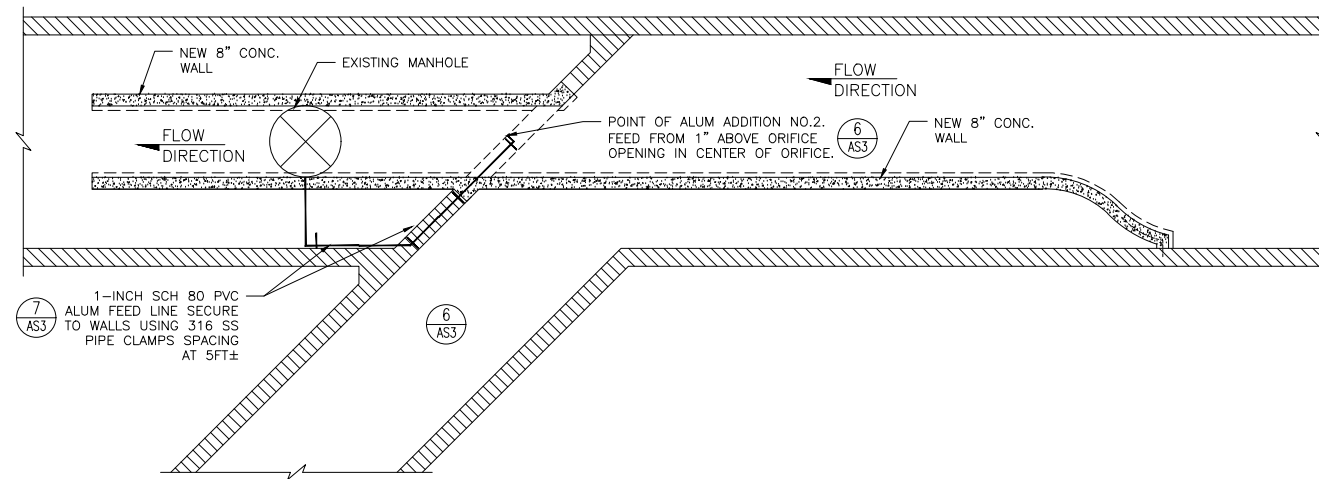 NEW 8" CONC.
WALL
EXISTING MANHOLE
FLOW
DIRECTION
FLOW
DIRECTION
POINT OF ALUM ADDITION NO.2.
FEED FROM 1" ABOVE ORIFICE
OPENING IN CENTER OF ORIFICE.
6
AS3
NEW 8" CONC.
WALL
1-INCH SCH 80 PVC
ALUM FEED LINE SECURE
TO WALLS USING 316 SS
PIPE CLAMPS SPACING
AT 5FT±
7
AS3
6
AS3